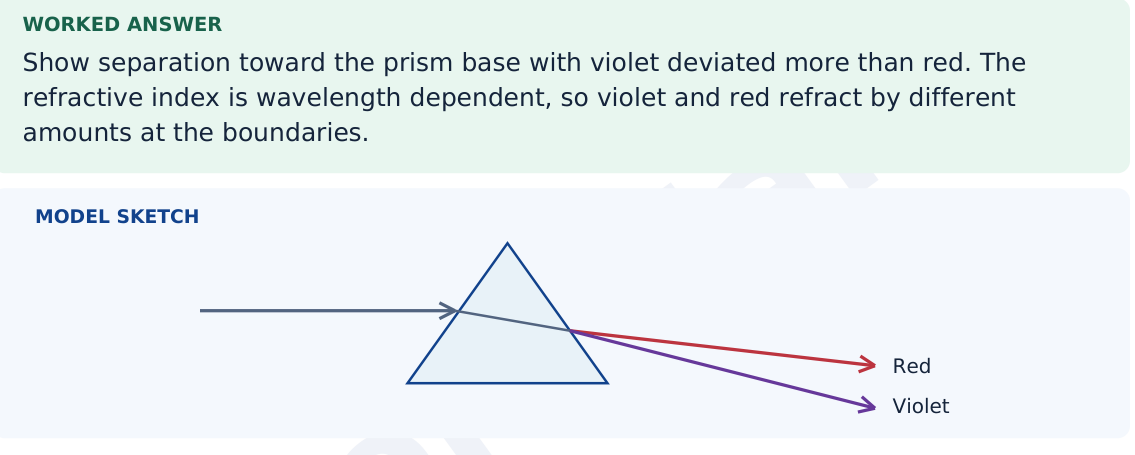 WORKED ANSWER
Show separation toward the prism base with violet deviated more than red. The
refractive index is wavelength dependent, so violet and red refract by different
amounts at the boundaries.
MODEL SKETCH
Red
Violet